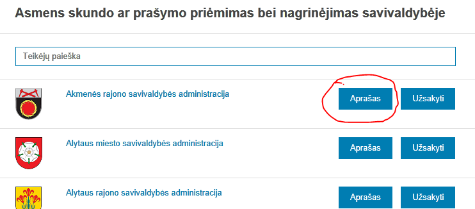 Asmens skundo ar prašymo priėmimas bei nagrinėjimas savivaldybėje
Teikėjų paieška
Akmenės rajono savivaldybės administracija Aprašas Užsakyti
Alytaus miesto savivaldybės administracija Aprašas Užsakyti
Alytaus rajono savivaldybės administracija Aprašas Užsakyti